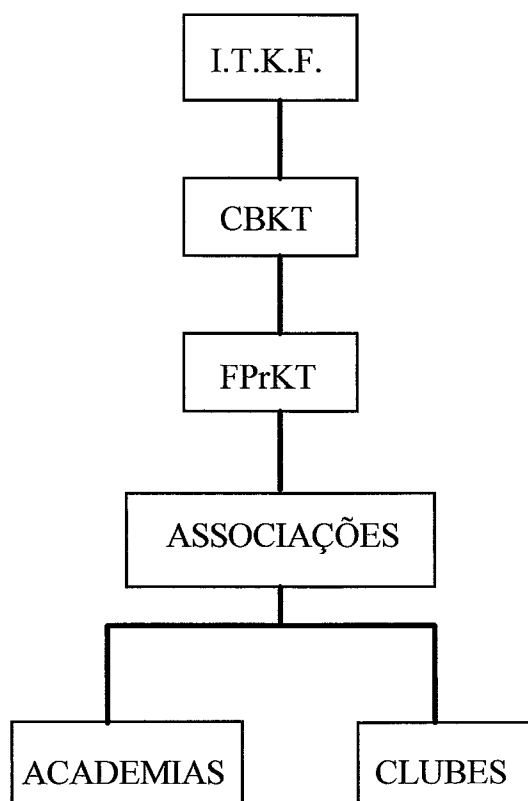 I.T.K.F.
CBKT
FPrKT
ASSOCIAÇÕES
ACADEMIAS
CLUBES